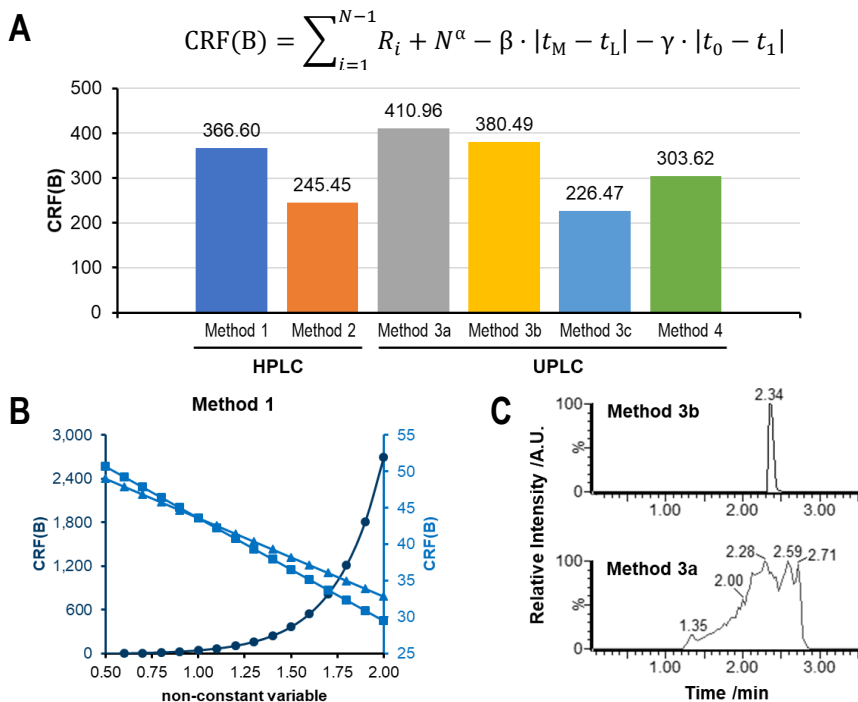 A
CRF(B) = ∑_{i=1}^{N−1} R_i + N^α − β · |t_M − t_L| − γ · |t_0 − t_1|
CRF(B)
500
400
300
200
100
0
366.60
245.45
410.96
380.49
226.47
303.62
Method 1 Method 2 Method 3a Method 3b Method 3c Method 4
HPLC UPLC
B
Method 1
CRF(B)
3,000
2,400
1,800
1,200
600
0
55
50
45
40
35
30
25
CRF(B)
0.50 0.75 1.00 1.25 1.50 1.75 2.00
non-constant variable
C
Relative Intensity /A.U.
Method 3b
2.34
100
%
0
1.00 2.00 3.00
Method 3a
2.28 2.59 2.71
2.00
1.35
100
%
0
1.00 2.00 3.00
Time /min